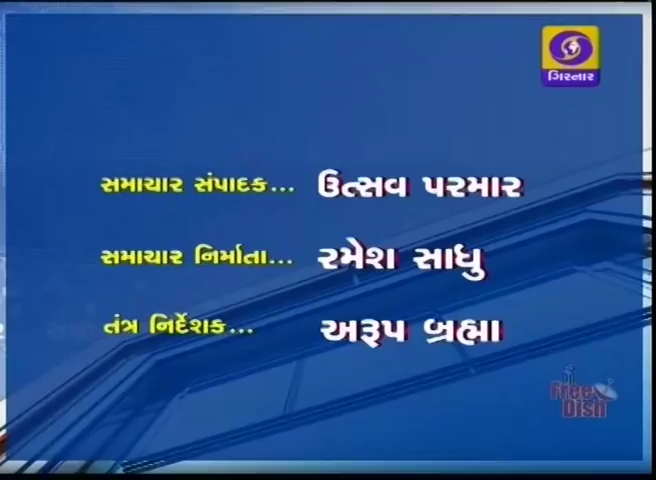 ગિરનાર
સમાચાર સંપાદક... ઉત્સવ પરમાર
સમાચાર નિર્માતા... રમેશ સાધુ
તંત્ર નિર્દેશક... અરૂપ બ્રહ્મા
Free
Dish